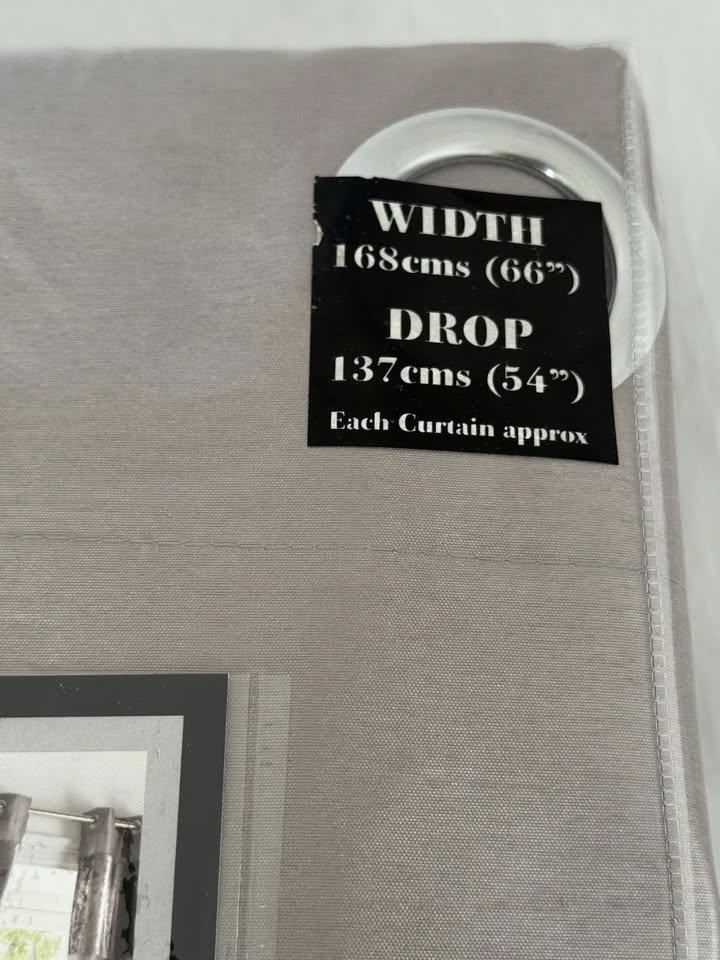 WIDTH
168cms (66”)
DROP
137cms (54”)
Each Curtain approx